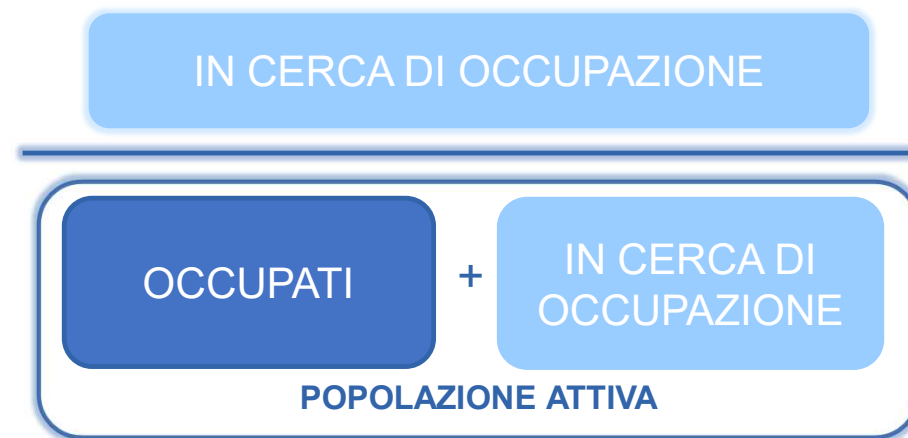 IN CERCA DI OCCUPAZIONE
OCCUPATI
+
IN CERCA DI
OCCUPAZIONE
POPOLAZIONE ATTIVA